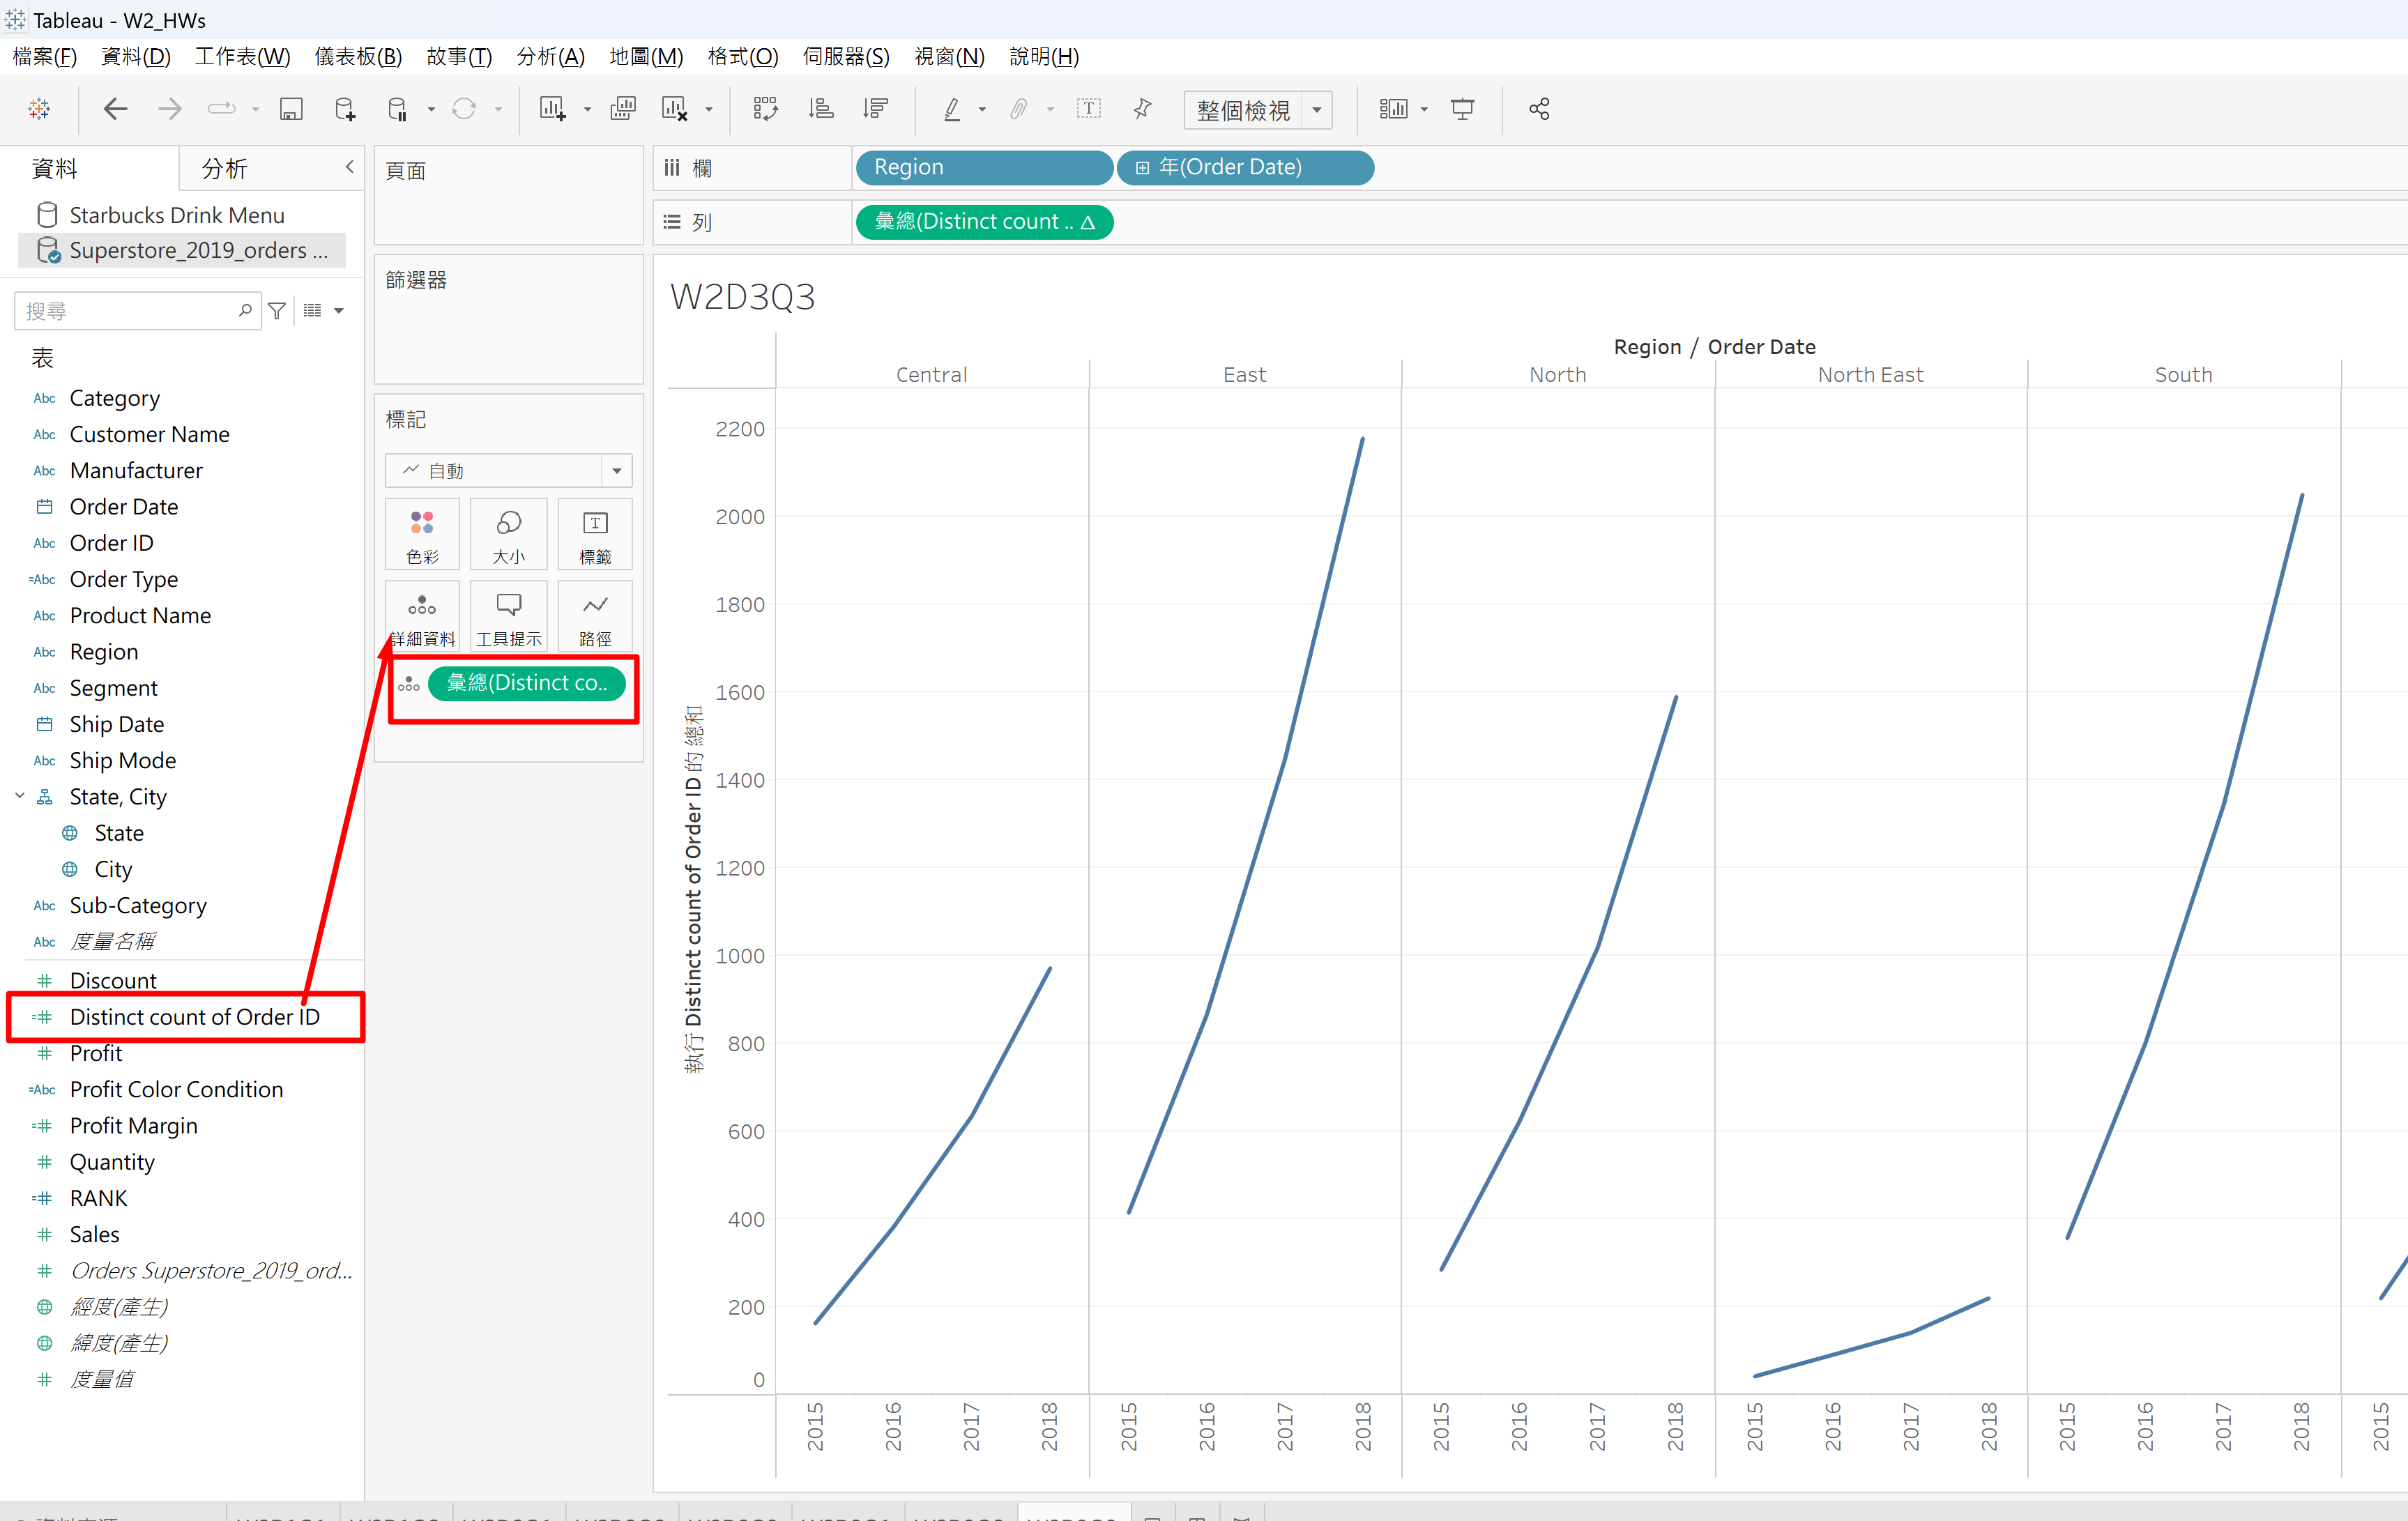 Tableau - W2_HWs
檔案(F) 資料(D) 工作表(W) 儀表板(B) 故事(T) 分析(A) 地圖(M) 格式(O) 伺服器(S) 視窗(N) 說明(H)
整個檢視
資料 分析
Starbucks Drink Menu
Superstore_2019_orders ...
搜尋
表
Abc Category
Abc Customer Name
Abc Manufacturer
Order Date
Abc Order ID
=Abc Order Type
Abc Product Name
Abc Region
Abc Segment
Ship Date
Abc Ship Mode
State, City
State
City
Abc Sub-Category
Abc 度量名稱
# Discount
=# Distinct count of Order ID
# Profit
=Abc Profit Color Condition
=# Profit Margin
# Quantity
=# RANK
# Sales
# Orders Superstore_2019_ord...
經度(產生)
緯度(產生)
# 度量值
頁面
篩選器
標記
自動
色彩 大小 標籤
詳細資料 工具提示 路徑
彙總(Distinct co..
欄 Region 年(Order Date)
列 彙總(Distinct count .. Δ
W2D3Q3
Region / Order Date
Central East North North East South
執行 Distinct count of Order ID 的 總和
2200
2000
1800
1600
1400
1200
1000
800
600
400
200
0
2015 2016 2017 2018 2015 2016 2017 2018 2015 2016 2017 2018 2015 2016 2017 2018 2015 2016 2017 2018 2015